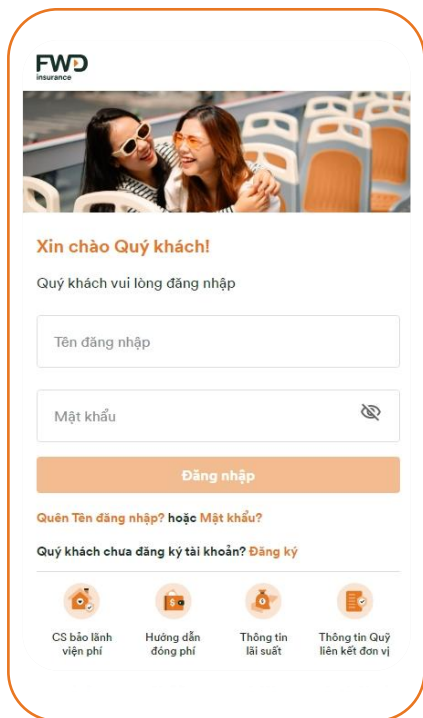 FWD
insurance
Xin chào Quý khách!
Quý khách vui lòng đăng nhập
Tên đăng nhập
Mật khẩu
Đăng nhập
Quên Tên đăng nhập? hoặc Mật khẩu?
Quý khách chưa đăng ký tài khoản? Đăng ký
CS bảo lãnh
viện phí
Hướng dẫn
đóng phí
Thông tin
lãi suất
Thông tin Quỹ
liên kết đơn vị